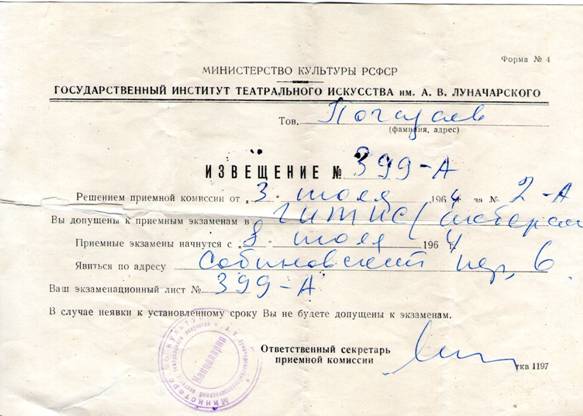 Форма № 4
МИНИСТЕРСТВО КУЛЬТУРЫ РСФСР
ГОСУДАРСТВЕННЫЙ ИНСТИТУТ ТЕАТРАЛЬНОГО ИСКУССТВА им. А. В. ЛУНАЧАРСКОГО
Тов. Погадаев
(фамилия, адрес)
ИЗВЕЩЕНИЕ № 399-А
Решением приемной комиссии от 3 июля 1964 за № 2-А
Вы допущены к приемным экзаменам в ГИТИС/
Приемные экзамены начнутся с 8 июля 1964
Явиться по адресу Собиновский пер, 6
Ваш экзаменационный лист № 399-А
В случае неявки к установленному сроку Вы не будете допущены к экзаменам.
Ответственный секретарь
приемной комиссии
тка 1197